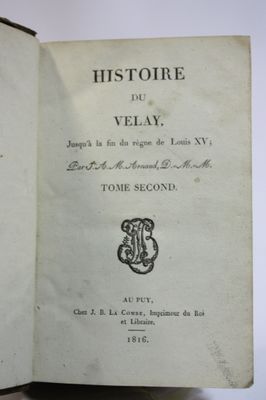 HISTOIRE
DU
VELAY,
Jusqu'à la fin du règne de Louis XV;
Par J. A. M. Arnaud, D.-M.-M.
TOME SECOND.
AU PUY,
Chez J. B. La Combe, Imprimeur du Roi
et Libraire.
1816.